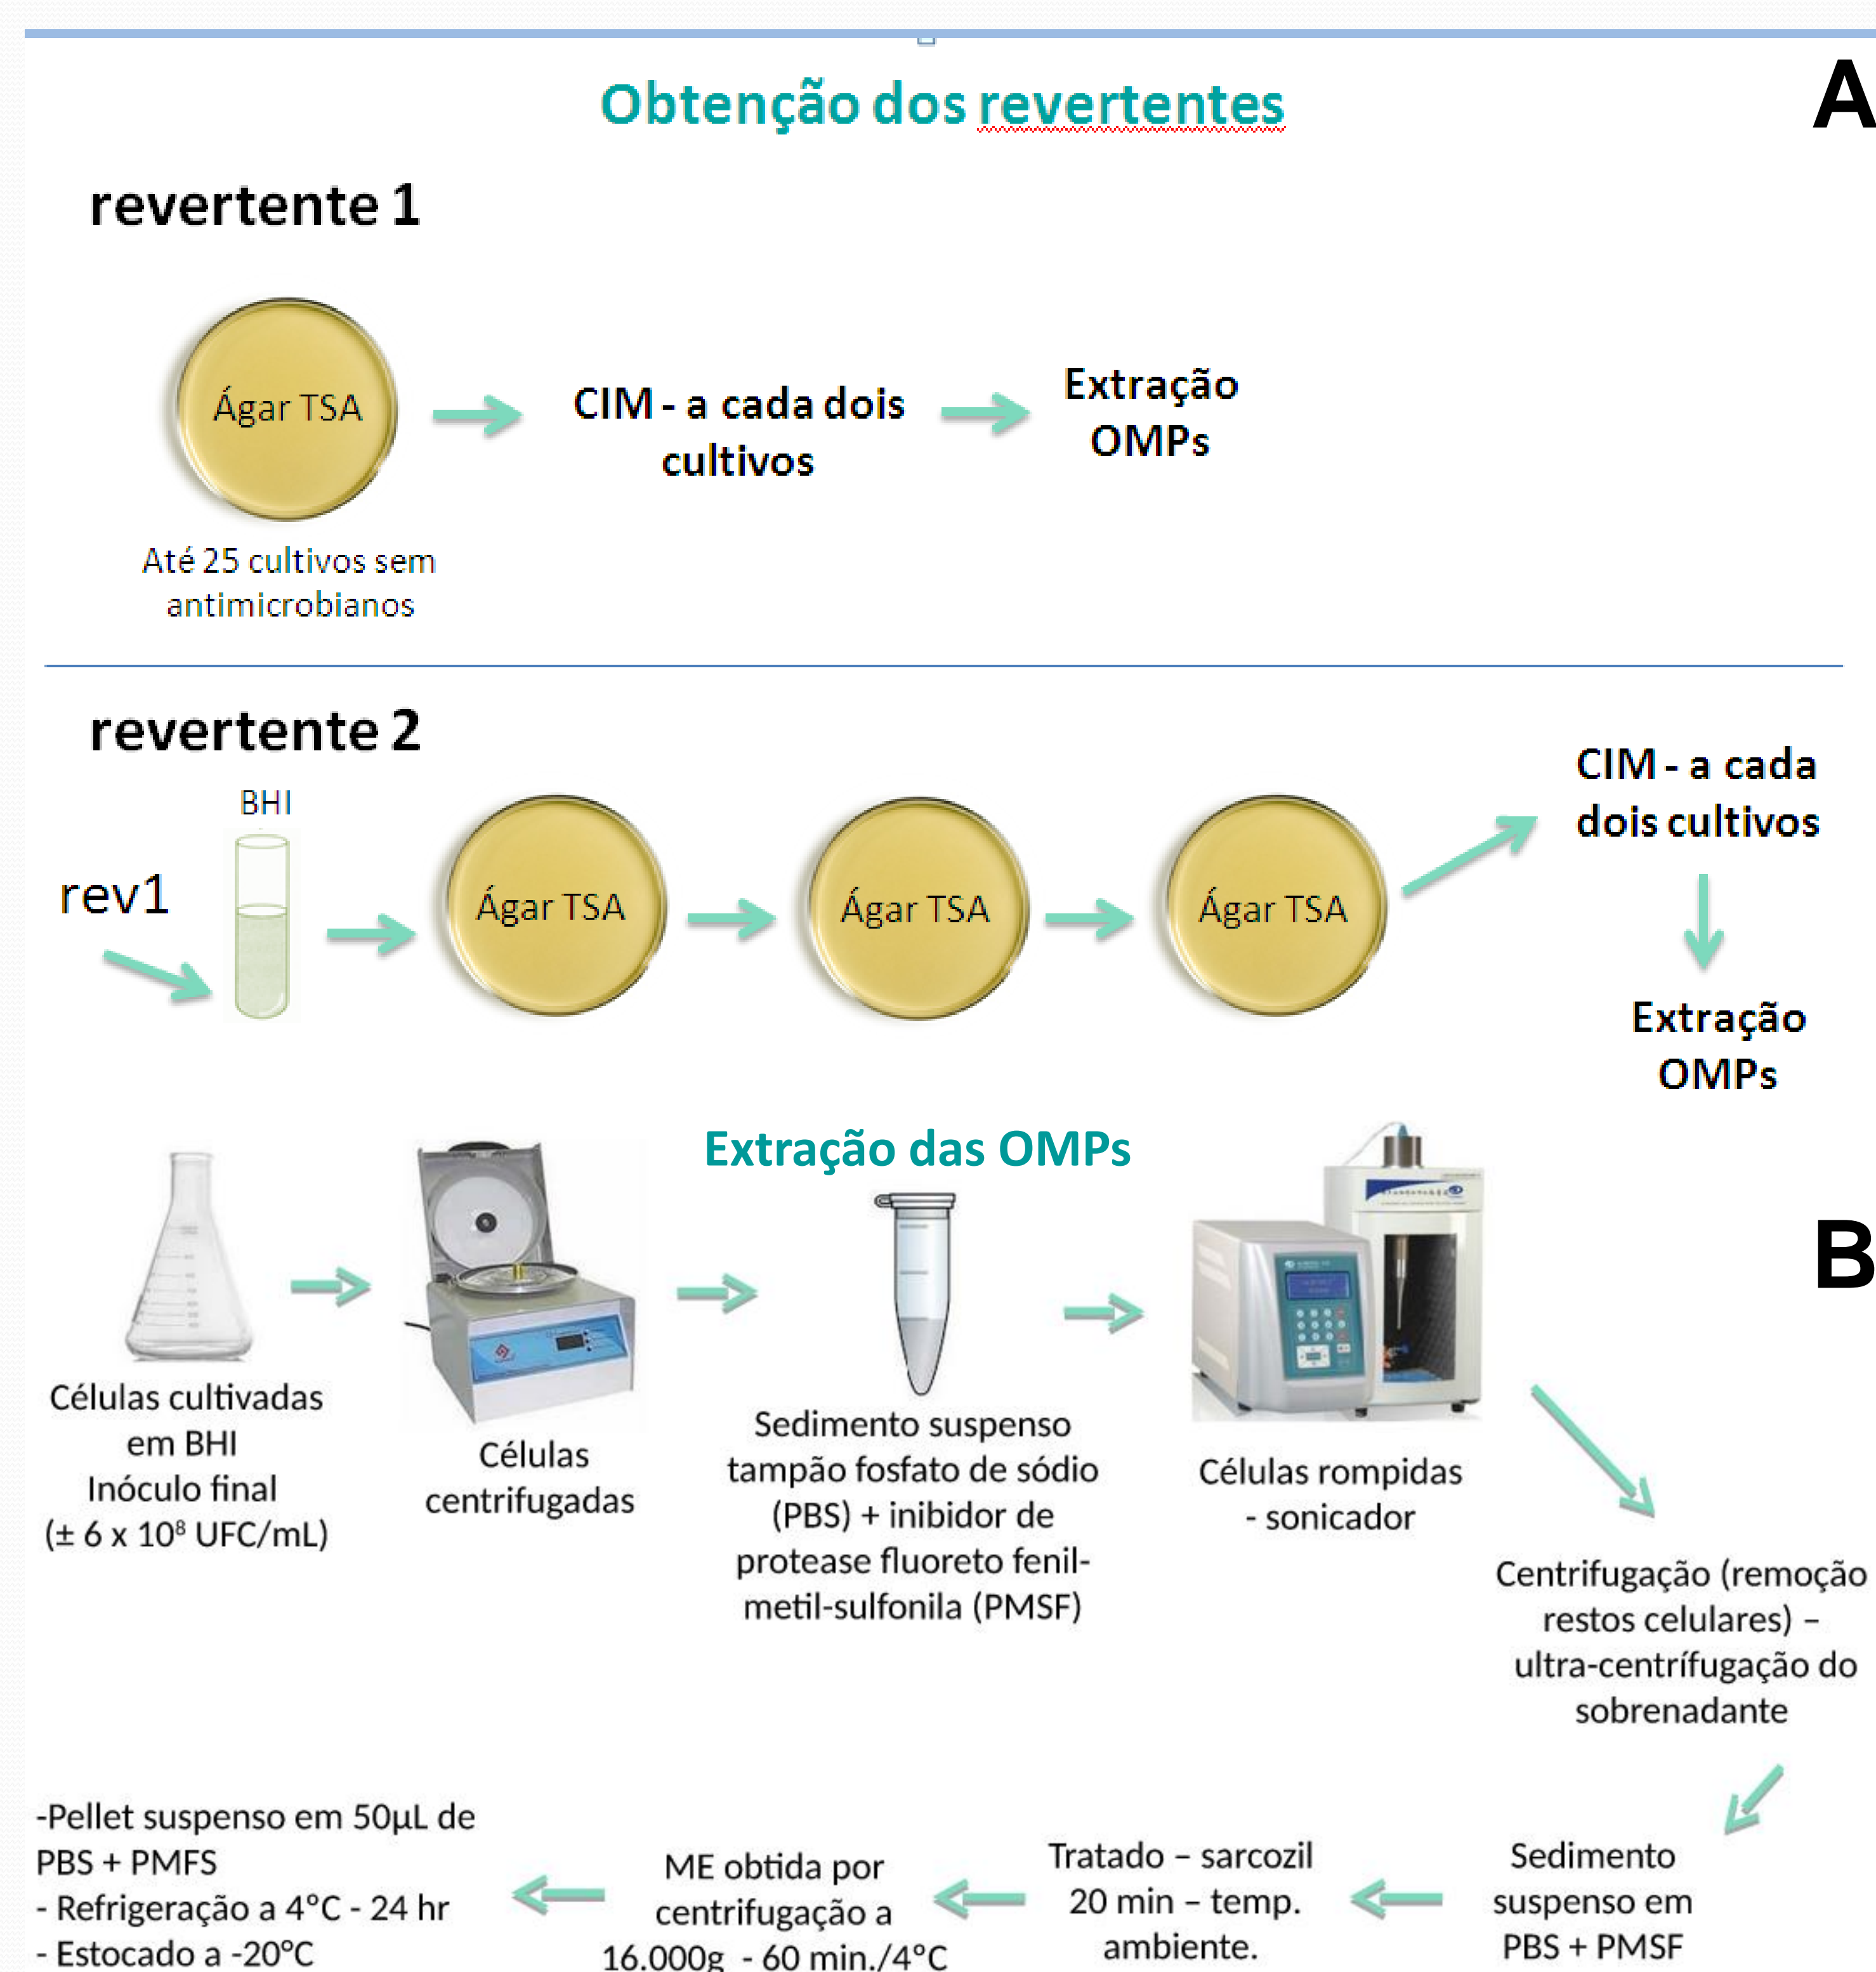 Obtenção dos revertentes
A
revertente 1
Ágar TSA
CIM - a cada dois
cultivos
Extração
OMPs
Até 25 cultivos sem
antimicrobianos
revertente 2
BHI
rev1
Ágar TSA
Ágar TSA
Ágar TSA
CIM - a cada
dois cultivos
Extração
OMPs
Extração das OMPs
B
Células cultivadas
em BHI
Inóculo final
(± 6 x 10⁸ UFC/mL)
Células
centrifugadas
Sedimento suspenso
tampão fosfato de sódio
(PBS) + inibidor de
protease fluoreto fenil-
metil-sulfonila (PMSF)
Células rompidas
- sonicador
Centrifugação (remoção
restos celulares) –
ultra-centrífugação do
sobrenadante
Sedimento
suspenso em
PBS + PMSF
Tratado – sarcozil
20 min – temp.
ambiente.
ME obtida por
centrifugação a
16.000g - 60 min./4°C
-Pellet suspenso em 50µL de
PBS + PMFS
- Refrigeração a 4°C - 24 hr
- Estocado a -20°C